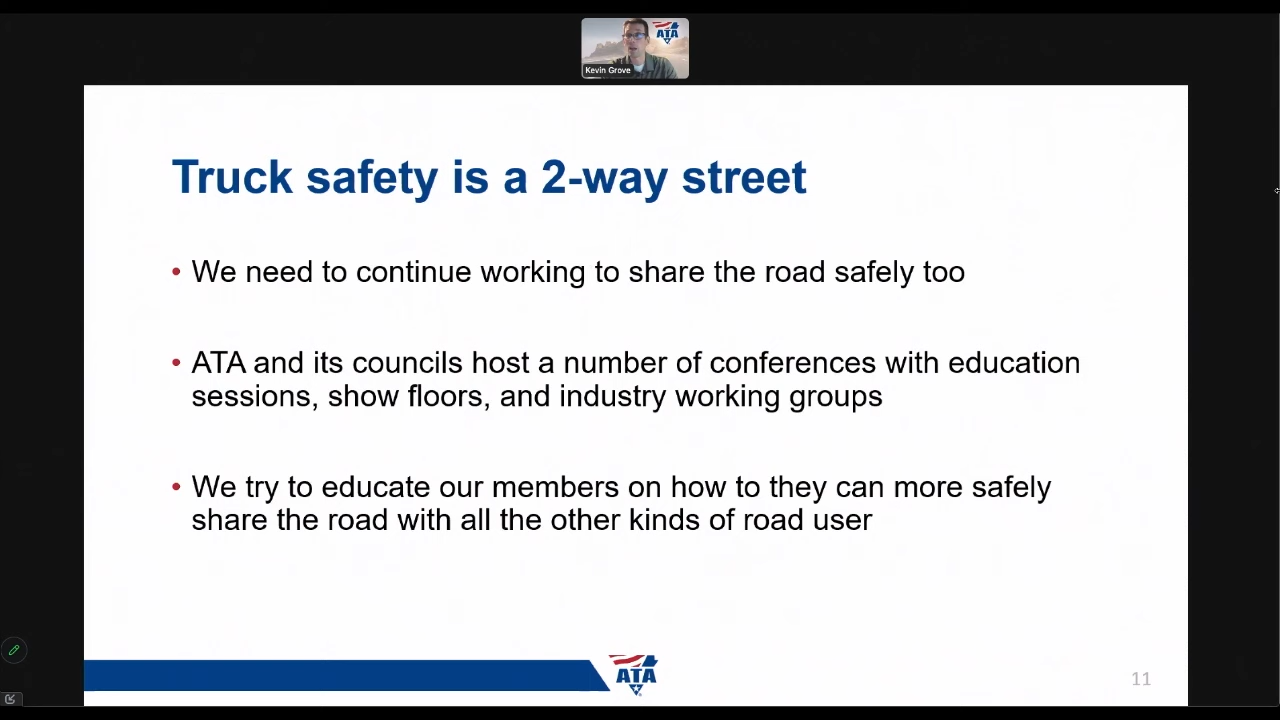 ATA
Kevin Grove
Truck safety is a 2-way street
• We need to continue working to share the road safely too
• ATA and its councils host a number of conferences with education
sessions, show floors, and industry working groups
• We try to educate our members on how to they can more safely
share the road with all the other kinds of road user
ATA
11